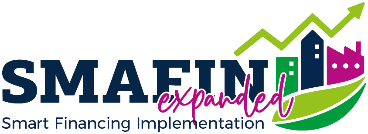 SMAFIN
expanded
Smart Financing Implementation